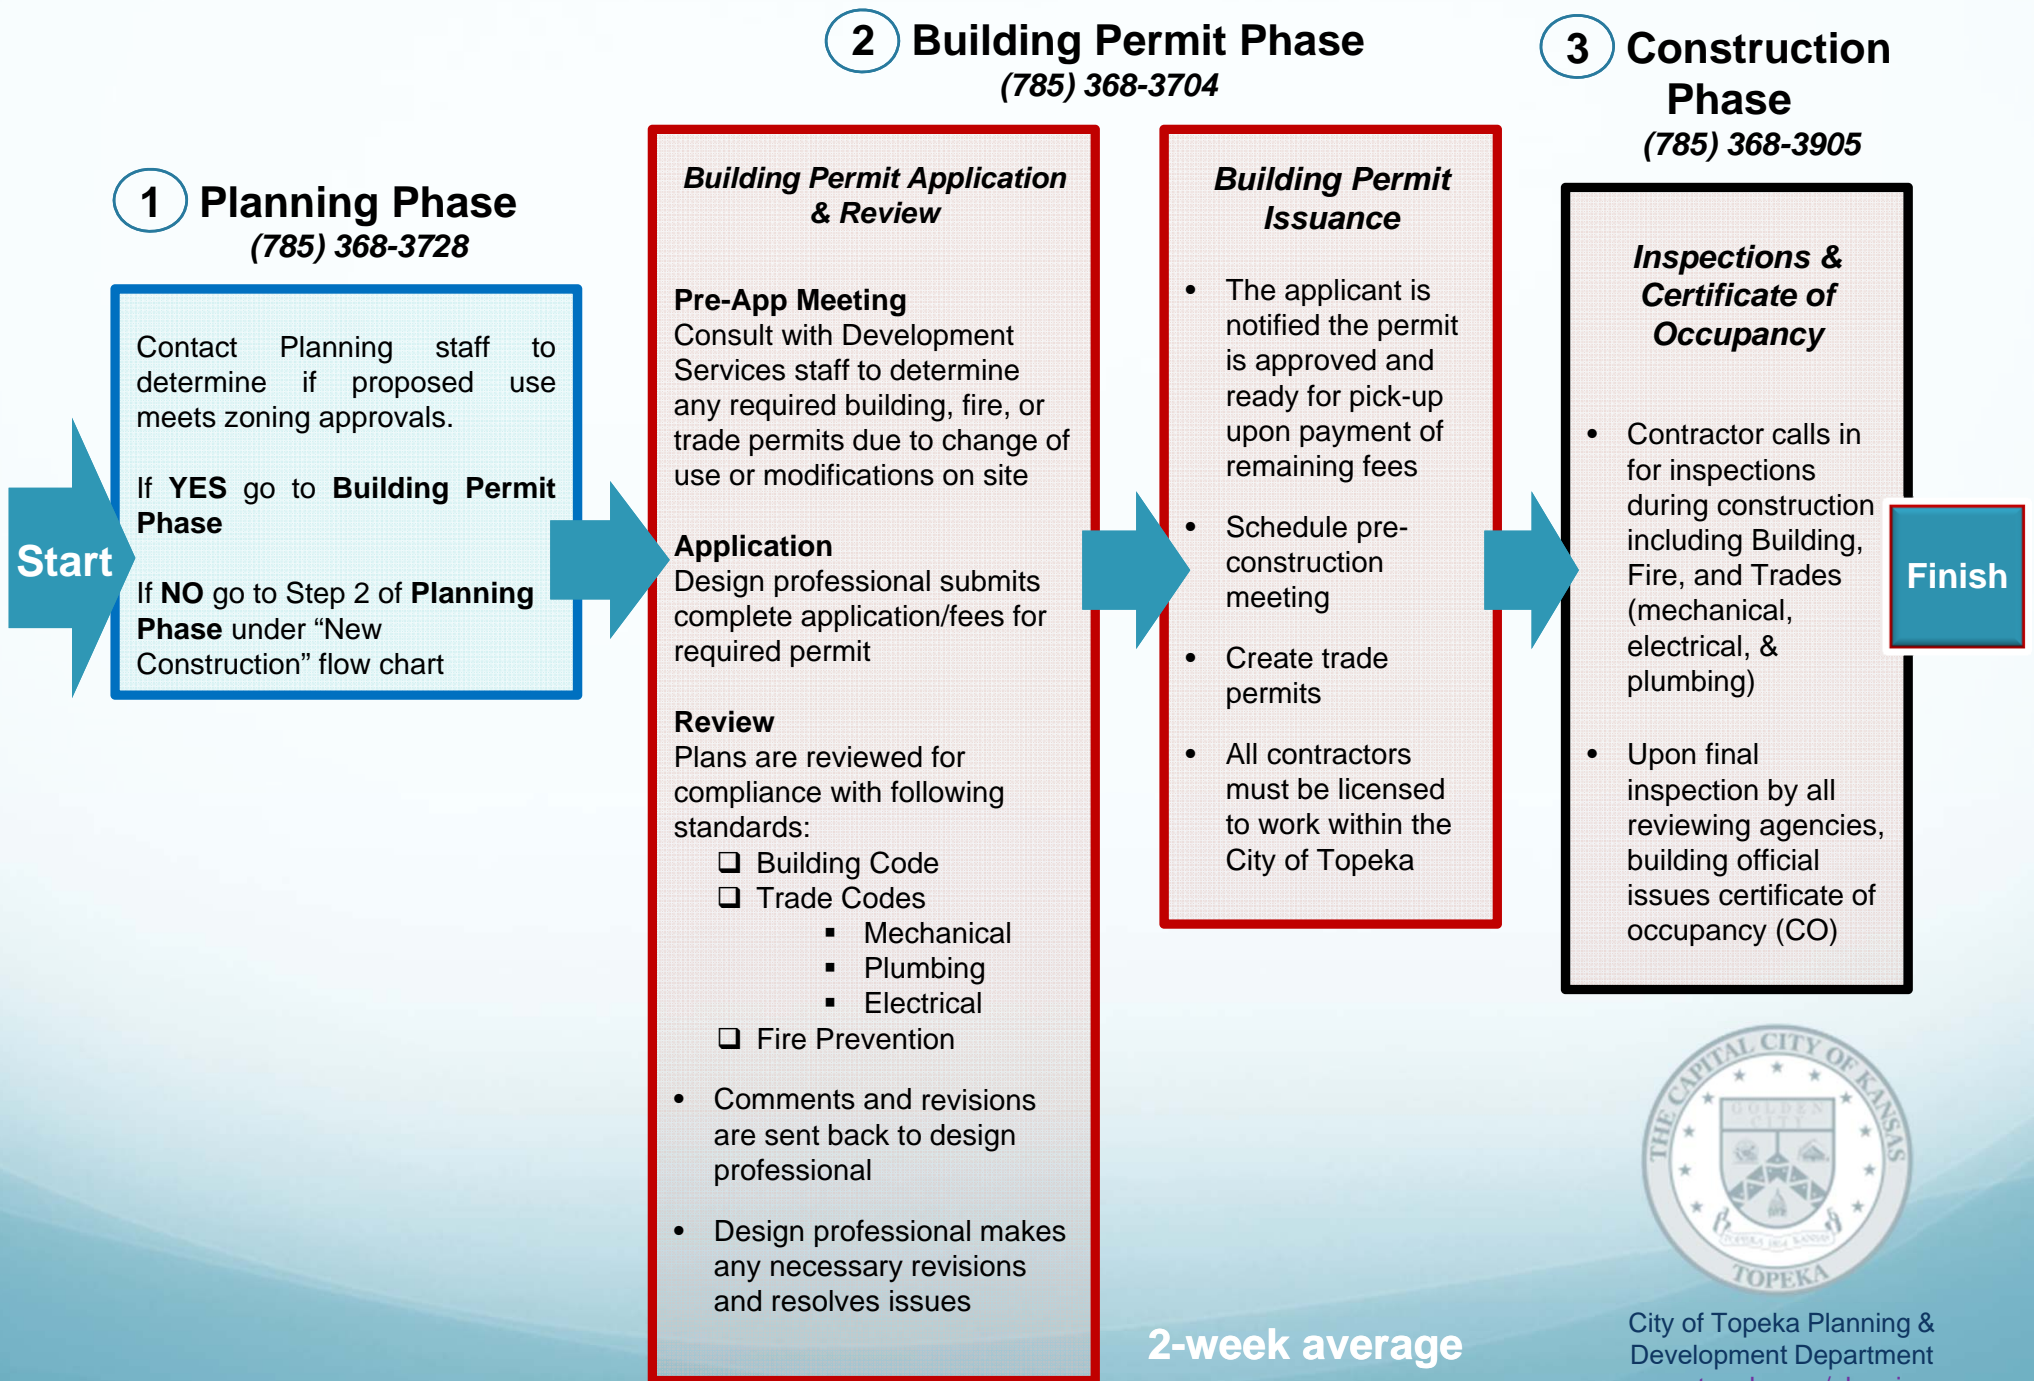 1 Planning Phase
(785) 368-3728
Start
Contact Planning staff to
determine if proposed use
meets zoning approvals.
If YES go to Building Permit
Phase
If NO go to Step 2 of Planning
Phase under “New
Construction” flow chart
2 Building Permit Phase
(785) 368-3704
Building Permit Application
& Review
Pre-App Meeting
Consult with Development
Services staff to determine
any required building, fire, or
trade permits due to change of
use or modifications on site
Application
Design professional submits
complete application/fees for
required permit
Review
Plans are reviewed for
compliance with following
standards:
❑ Building Code
❑ Trade Codes
▪ Mechanical
▪ Plumbing
▪ Electrical
❑ Fire Prevention
• Comments and revisions
are sent back to design
professional
• Design professional makes
any necessary revisions
and resolves issues
Building Permit
Issuance
• The applicant is
notified the permit
is approved and
ready for pick-up
upon payment of
remaining fees
• Schedule pre-
construction
meeting
• Create trade
permits
• All contractors
must be licensed
to work within the
City of Topeka
2-week average
3 Construction
Phase
(785) 368-3905
Inspections &
Certificate of
Occupancy
• Contractor calls in
for inspections
during construction
including Building,
Fire, and Trades
(mechanical,
electrical, &
plumbing)
• Upon final
inspection by all
reviewing agencies,
building official
issues certificate of
occupancy (CO)
Finish
THE CAPITAL CITY OF KANSAS
GOLDEN
CITY
TOPEKA
City of Topeka Planning &
Development Department